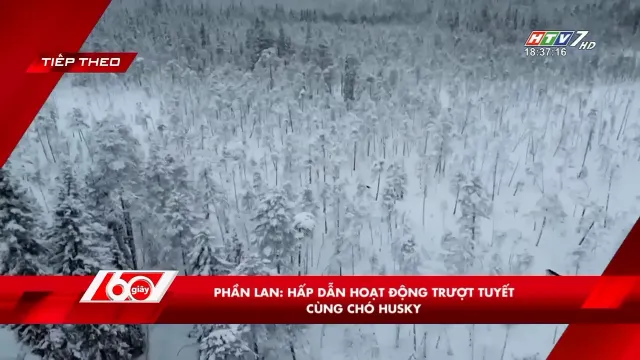 TIẾP THEO
HTV7 HD
18:37:16
60 giây
PHẦN LAN: HẤP DẪN HOẠT ĐỘNG TRƯỢT TUYẾT
CÙNG CHÓ HUSKY